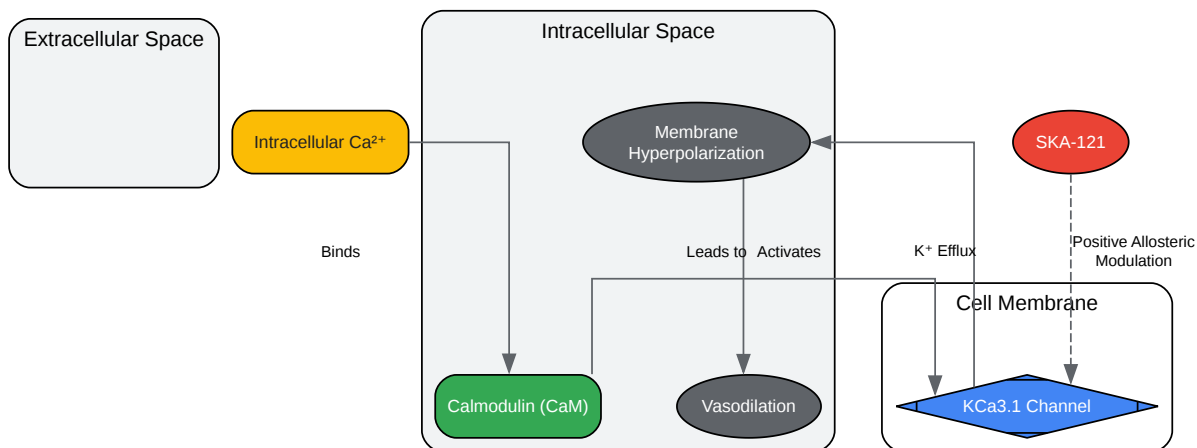 Extracellular Space
Intracellular Space
Intracellular Ca²⁺
Membrane
Hyperpolarization
SKA-121
Binds
Leads to
Activates
K⁺ Efflux
Positive Allosteric
Modulation
Cell Membrane
Calmodulin (CaM)
Vasodilation
KCa3.1 Channel